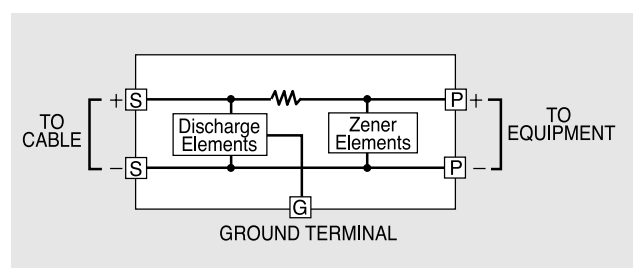 + S
P +
TO
CABLE
Discharge
Elements
Zener
Elements
TO
EQUIPMENT
− S
P −
G
GROUND TERMINAL